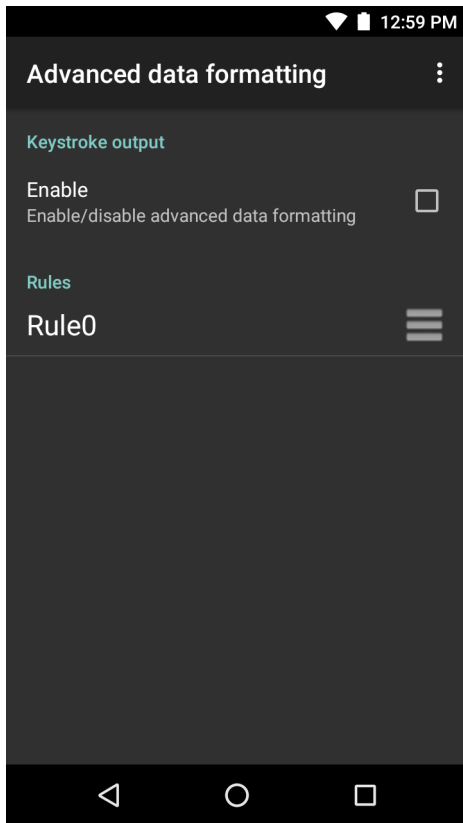 12:59 PM
Advanced data formatting
Keystroke output
Enable
Enable/disable advanced data formatting
Rules
Rule0